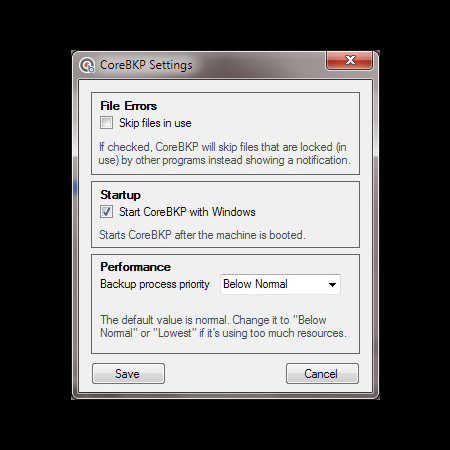 CoreBKP Settings
File Errors
Skip files in use
If checked, CoreBKP will skip files that are locked (in
use) by other programs instead showing a notification.
Startup
Start CoreBKP with Windows
Starts CoreBKP after the machine is booted.
Performance
Backup process priority Below Normal
The default value is normal. Change it to "Below
Normal" or "Lowest" if it's using too much resources.
Save Cancel